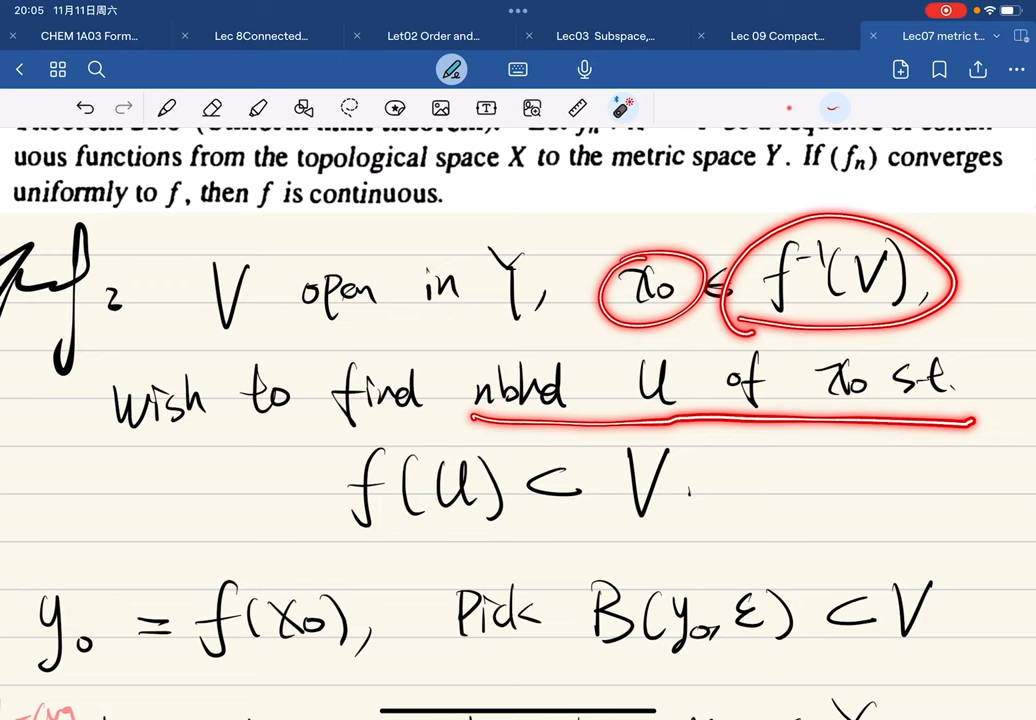 20:05 11月11日周六
CHEM 1A03 Form... Lec 8Connected... Let02 Order and... Lec03 Subspace,... Lec 09 Compact... Lec07 metric t...
uous functions from the topological space X to the metric space Y. If (fn) converges
uniformly to f, then f is continuous.
V open in Y, x₀ ∈ f⁻¹(V),
wish to find nbhd U of x₀ s.t.
f(U) ⊂ V.
y₀ = f(x₀), Pick B(y₀, ε) ⊂ V